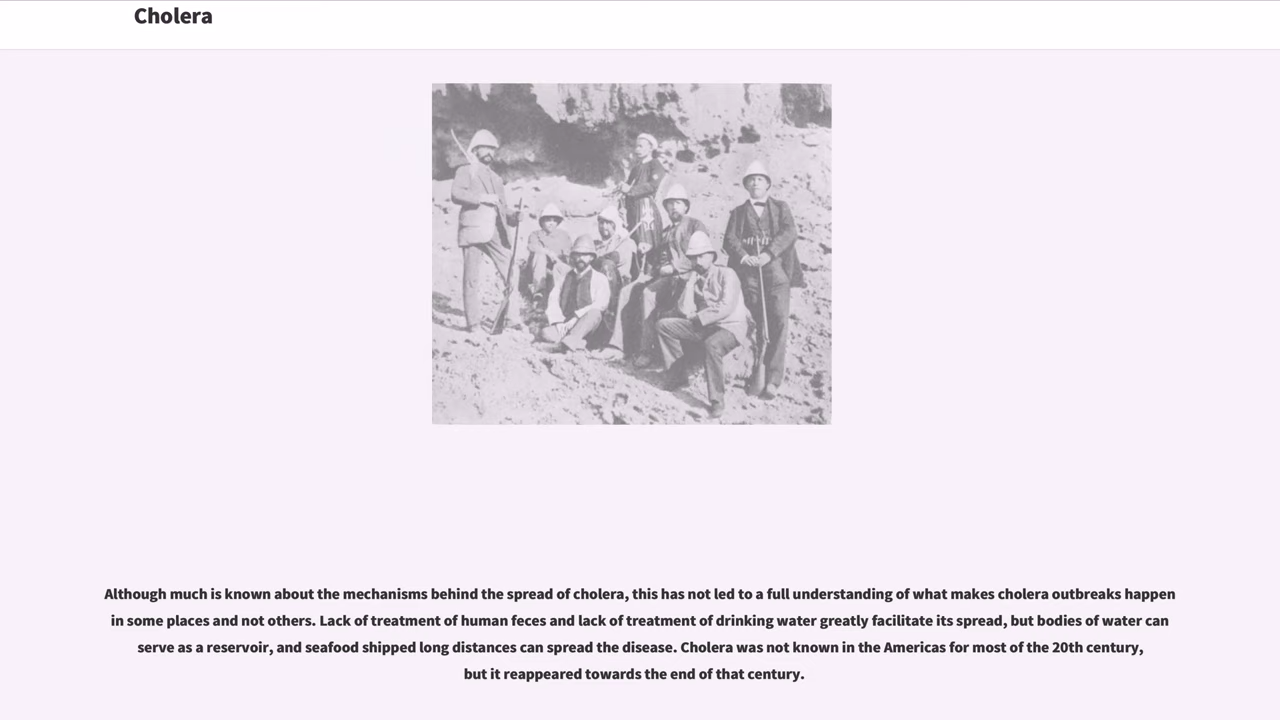 Cholera
Although much is known about the mechanisms behind the spread of cholera, this has not led to a full understanding of what makes cholera outbreaks happen
in some places and not others. Lack of treatment of human feces and lack of treatment of drinking water greatly facilitate its spread, but bodies of water can
serve as a reservoir, and seafood shipped long distances can spread the disease. Cholera was not known in the Americas for most of the 20th century,
but it reappeared towards the end of that century.